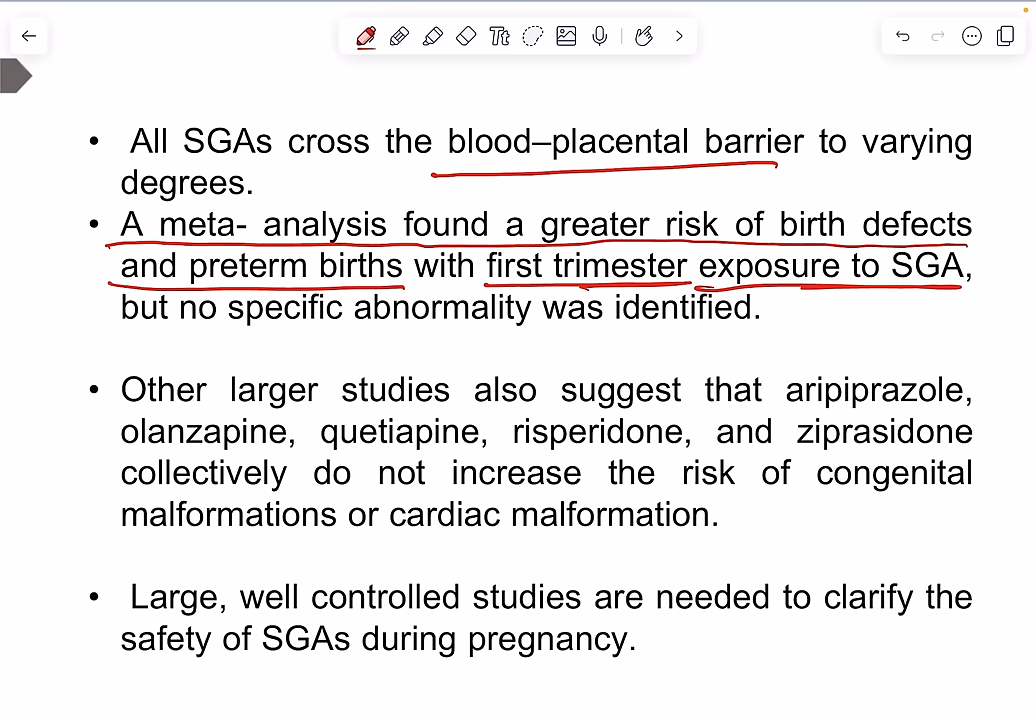 Tt
• All SGAs cross the blood–placental barrier to varying
degrees.
• A meta- analysis found a greater risk of birth defects
and preterm births with first trimester exposure to SGA,
but no specific abnormality was identified.
• Other larger studies also suggest that aripiprazole,
olanzapine, quetiapine, risperidone, and ziprasidone
collectively do not increase the risk of congenital
malformations or cardiac malformation.
• Large, well controlled studies are needed to clarify the
safety of SGAs during pregnancy.